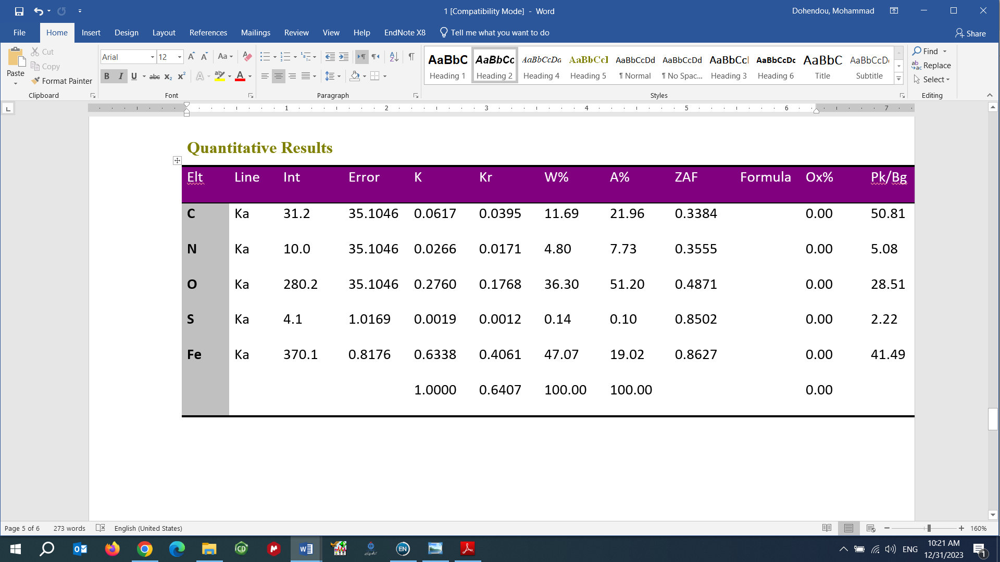 1 [Compatibility Mode] - Word
Dohendou, Mohammad
File Home Insert Design Layout References Mailings Review View Help EndNote X8 Tell me what you want to do Share
Paste
Cut
Copy
Format Painter
Clipboard
Arial 12
Font
Paragraph
AaBbC AaBbCc AaBbCcDa AaBbCcI AaBbCcDd AaBbCcDd AaBbCcI AaBbCcDc AaBbC AaBbCcD
Heading 1 Heading 2 Heading 4 Heading 5 ¶ Normal ¶ No Spac... Heading 3 Heading 6 Title Subtitle
Styles
Find
Replace
Select
Editing
1 2 3 4 5 6 7
Quantitative Results
Elt Line Int Error K Kr W% A% ZAF Formula Ox% Pk/Bg
C Ka 31.2 35.1046 0.0617 0.0395 11.69 21.96 0.3384 0.00 50.81
N Ka 10.0 35.1046 0.0266 0.0171 4.80 7.73 0.3555 0.00 5.08
O Ka 280.2 35.1046 0.2760 0.1768 36.30 51.20 0.4871 0.00 28.51
S Ka 4.1 1.0169 0.0019 0.0012 0.14 0.10 0.8502 0.00 2.22
Fe Ka 370.1 0.8176 0.6338 0.4061 47.07 19.02 0.8627 0.00 41.49
1.0000 0.6407 100.00 100.00 0.00
Page 5 of 6 273 words English (United States) 160%
ENG
10:21 AM
12/31/2023
1